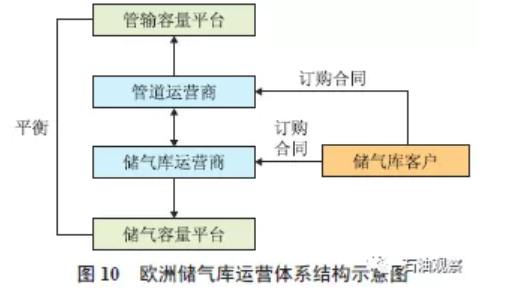 管输容量平台
管道运营商
订购合同
平衡
订购
合同
储气库运营商
储气库客户
储气容量平台
石油观察
图 10 欧洲储气库运营体系结构示意图